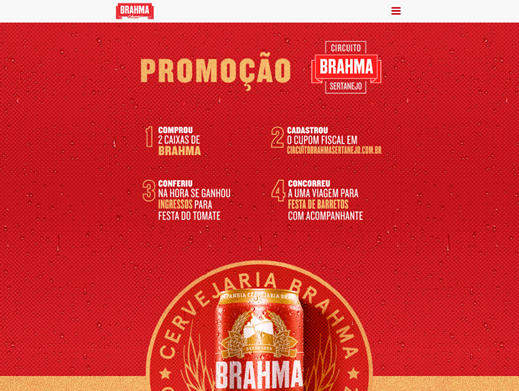 BRAHMA
PROMOÇÃO
CIRCUITO
BRAHMA
SERTANEJO
1 COMPROU
2 CAIXAS DE
BRAHMA
2 CADASTROU
O CUPOM FISCAL EM
CIRCUITOBRAHMASERTANEJO.COM.BR
3 CONFERIU
NA HORA SE GANHOU
INGRESSOS PARA
FESTA DO TOMATE
4 CONCORREU
A UMA VIAGEM PARA
FESTA DE BARRETOS
COM ACOMPANHANTE
CERVEJARIA BRAHMA
BRAHMA